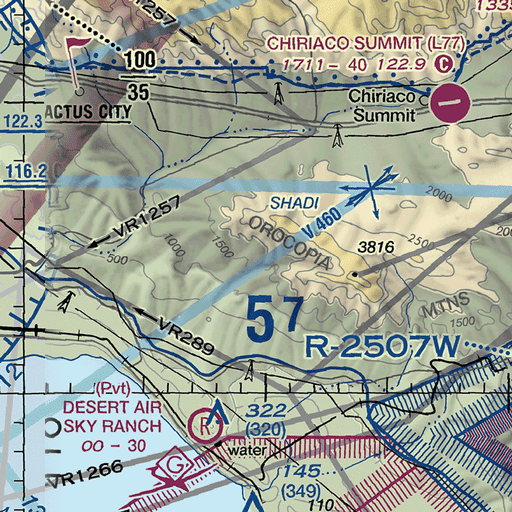 1257
1335
CHIRIACO SUMMIT (L77)
1711 - 40 122.9 C
100
35
Chiriaco
Summit
ACTUS CITY
122.3
116.2
SHADI
2000
VR1257
V 460
OROCOPIA
3816
2500
1000
1500
500
MTNS
1500
VR289
57
R-2507W
12
(Pvt)
DESERT AIR
SKY RANCH
00 - 30
R
322
(320)
water
VR1266
G
145
(349)
110